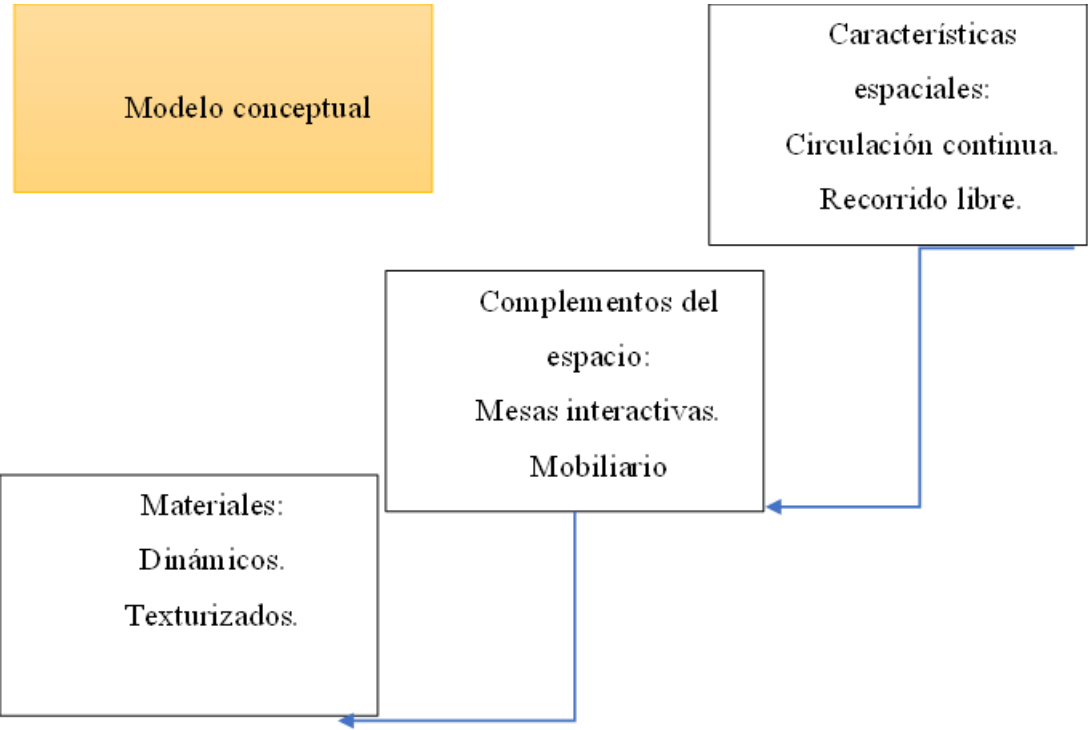 Modelo conceptual
Características
espaciales:
Circulación continua.
Recorrido libre.
Complementos del
espacio:
Mesas interactivas.
Mobiliario
Materiales:
Dinámicos.
Texturizados.